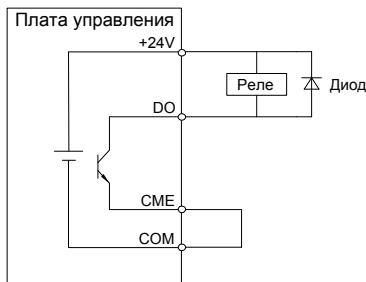 Плата управления
+24V
Реле
Диод
DO
CME
COM